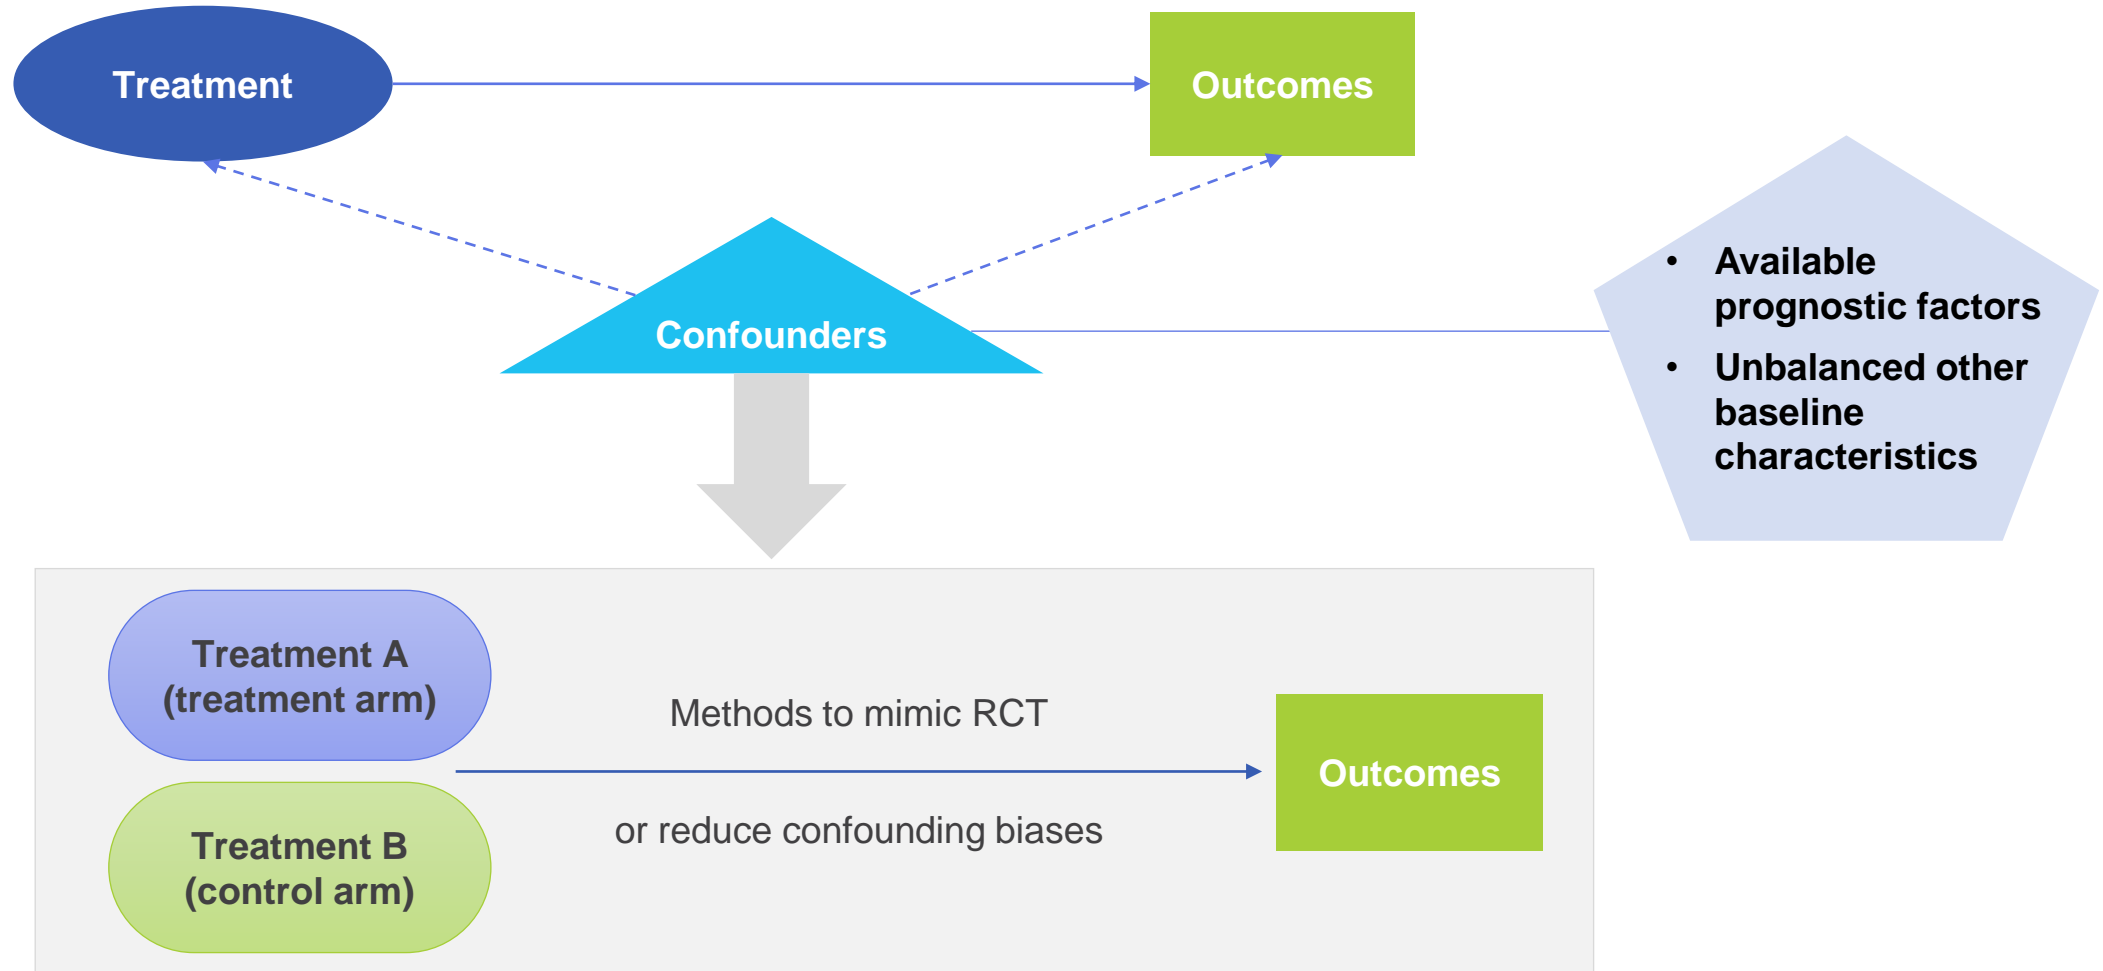 Treatment
Outcomes
Confounders
• Available
prognostic factors
• Unbalanced other
baseline
characteristics
Treatment A
(treatment arm)
Methods to mimic RCT
or reduce confounding biases
Outcomes
Treatment B
(control arm)